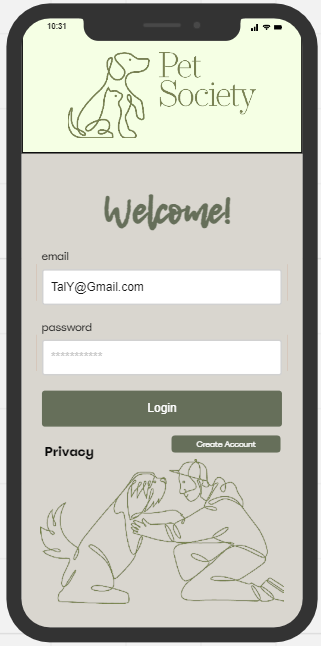 10:31
Pet
Society
Welcome!
email
TalY@Gmail.com
password
***********
Login
Create Account
Privacy